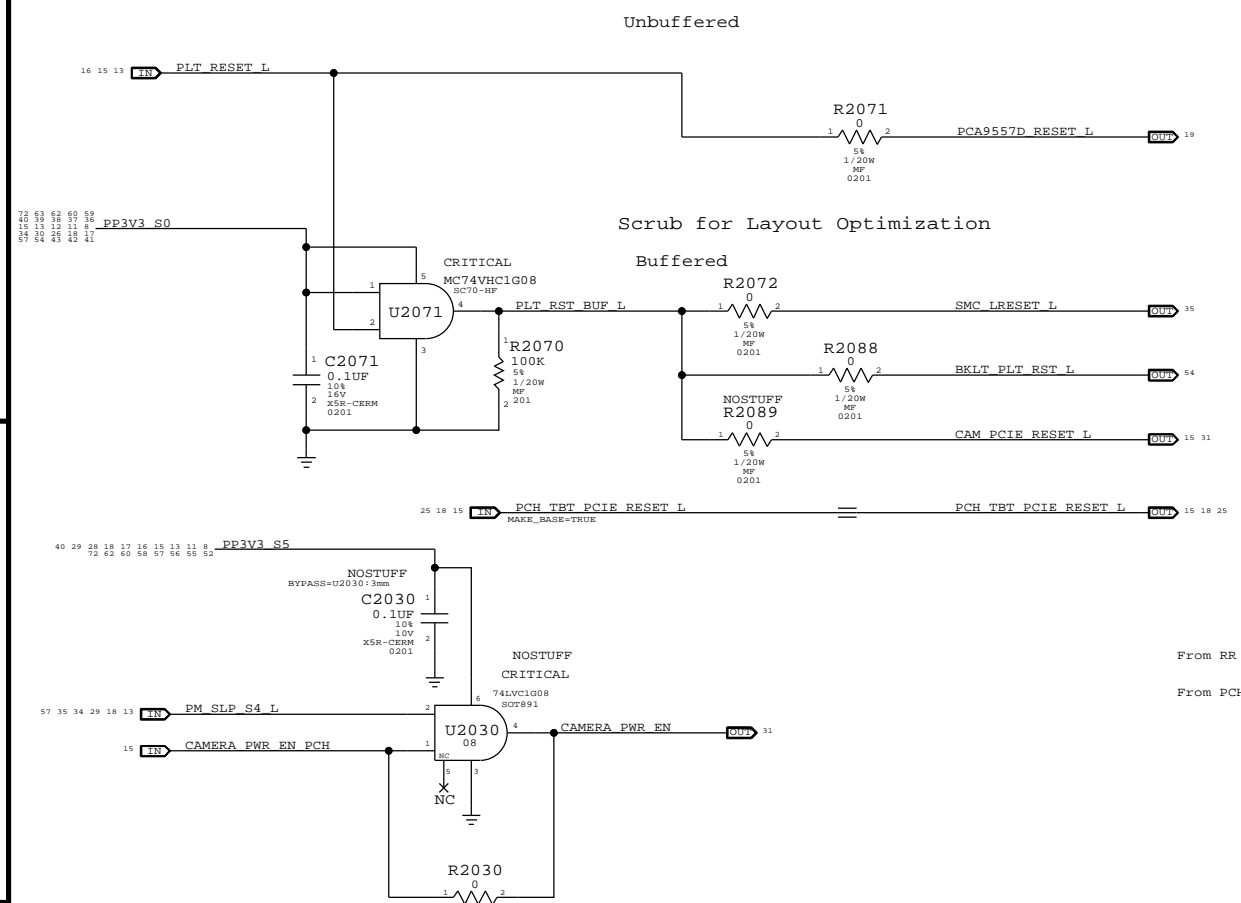 Unbuffered
16 15 13 IN PLT_RESET_L
R2071
0
1 2
PCA9557D_RESET_L OUT 19
5%
1/20W
MF
0201
72 63 62 60 59
40 39 38 37 36
15 13 12 11 8 PP3V3_S0
34 30 26 18 17
57 54 43 42 41
Scrub for Layout Optimization
Buffered
CRITICAL
MC74VHC1G08
SC70-HF
5
1
U2071
4 PLT_RST_BUF_L
2
3
R2072
0
1 2
SMC_LRESET_L OUT 35
5%
1/20W
MF
0201
1
R2070
100K
5%
1/20W
MF
2 201
1
C2071
0.1UF
10%
16V
2 X5R-CERM
0201
R2088
0
1 2
BKLT_PLT_RST_L OUT 54
5%
1/20W
MF
0201
NOSTUFF
R2089
0
1 2
CAM_PCIE_RESET_L OUT 15 31
5%
1/20W
MF
0201
25 18 15 IN PCH_TBT_PCIE_RESET_L PCH_TBT_PCIE_RESET_L OUT 15 18 25
MAKE_BASE=TRUE
40 29 28 18 17 16 15 13 11 8 PP3V3_S5
72 62 60 58 57 56 55 52
NOSTUFF
BYPASS=U2030:3mm
C2030 1
0.1UF
10%
10V
X5R-CERM 2
0201
NOSTUFF
CRITICAL
74LVC1G08
SOT891
6
57 35 34 29 18 13 IN PM_SLP_S4_L 2
U2030
08
4 CAMERA_PWR_EN OUT 31
15 IN CAMERA_PWR_EN_PCH 1
NC
5 3
NC
R2030
0
1 2
From RR
From PCH